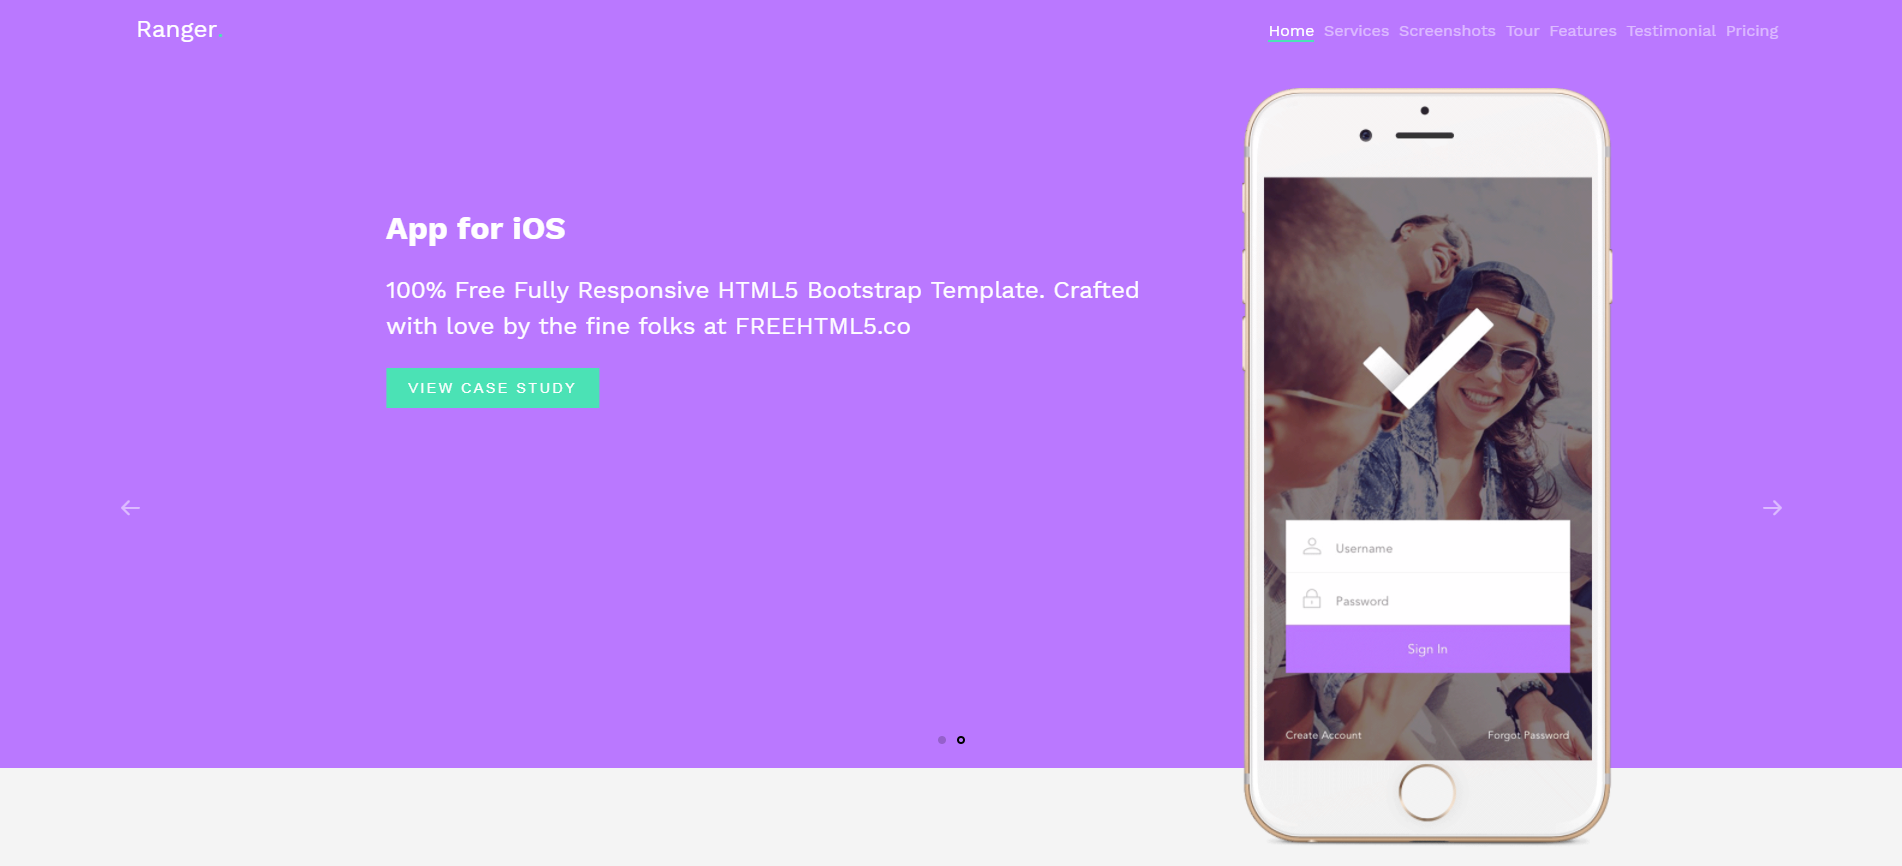 Ranger.
Home Services Screenshots Tour Features Testimonial Pricing
App for iOS
100% Free Fully Responsive HTML5 Bootstrap Template. Crafted
with love by the fine folks at FREEHTML5.co
VIEW CASE STUDY
Username
Password
Sign In
Create Account
Forgot Password